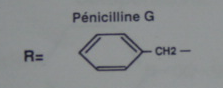 Pénicilline G
R=
CH2 —